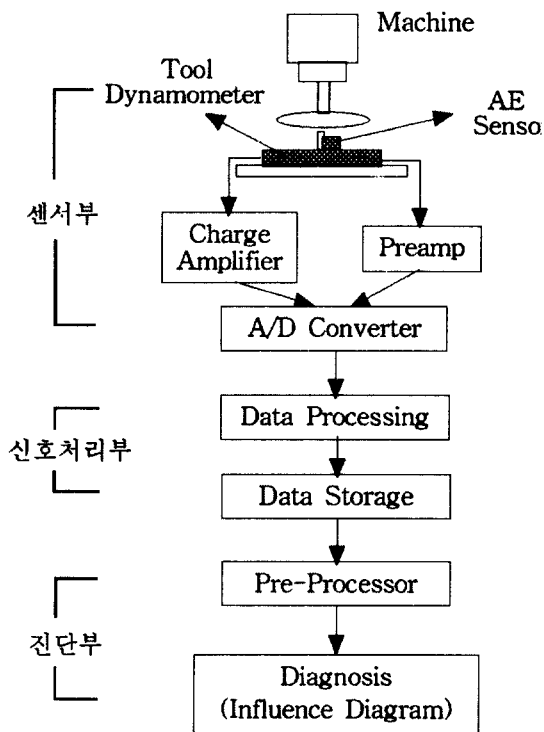 Machine
Tool
Dynamometer
AE
Senso
센서부
Charge
Amplifier
Preamp
A/D Converter
Data Processing
신호처리부
Data Storage
Pre-Processor
진단부
Diagnosis
(Influence Diagram)